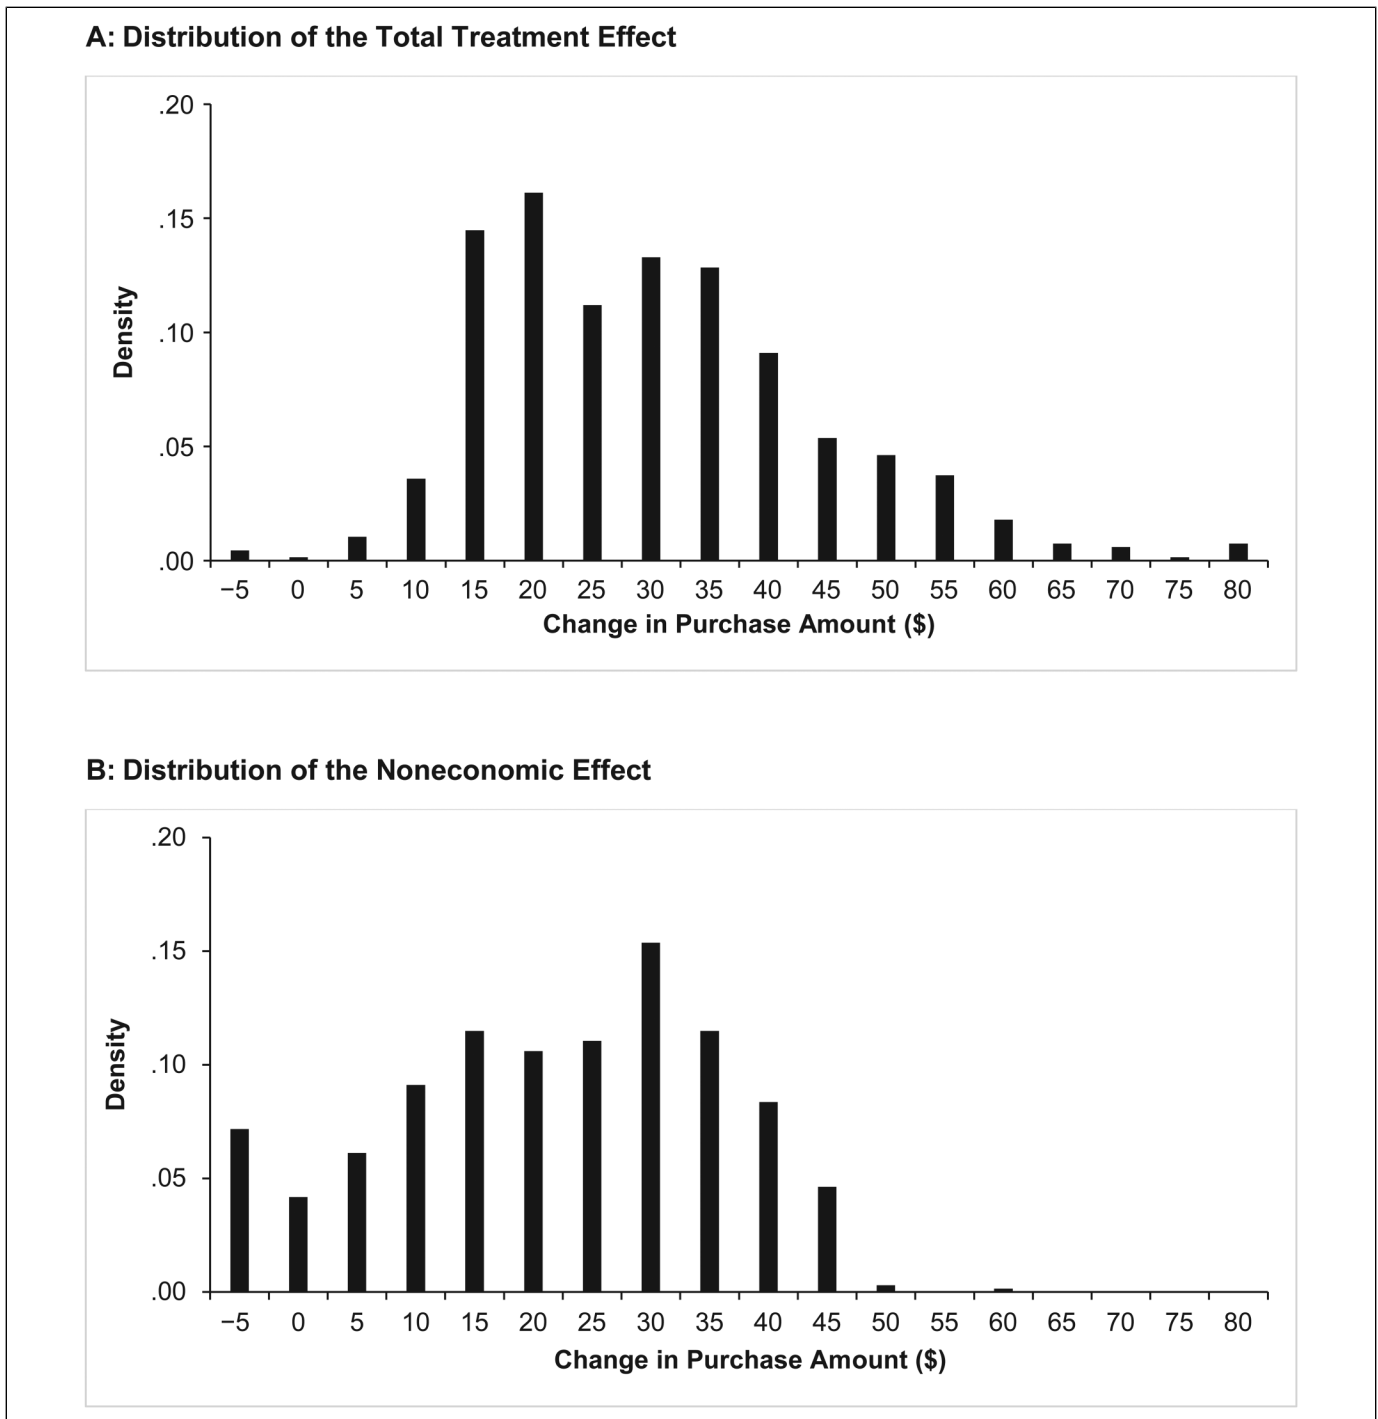 A: Distribution of the Total Treatment Effect
.20
.15
.10
.05
.00
Density
−5 0 5 10 15 20 25 30 35 40 45 50 55 60 65 70 75 80
Change in Purchase Amount ($)
B: Distribution of the Noneconomic Effect
.20
.15
.10
.05
.00
Density
−5 0 5 10 15 20 25 30 35 40 45 50 55 60 65 70 75 80
Change in Purchase Amount ($)